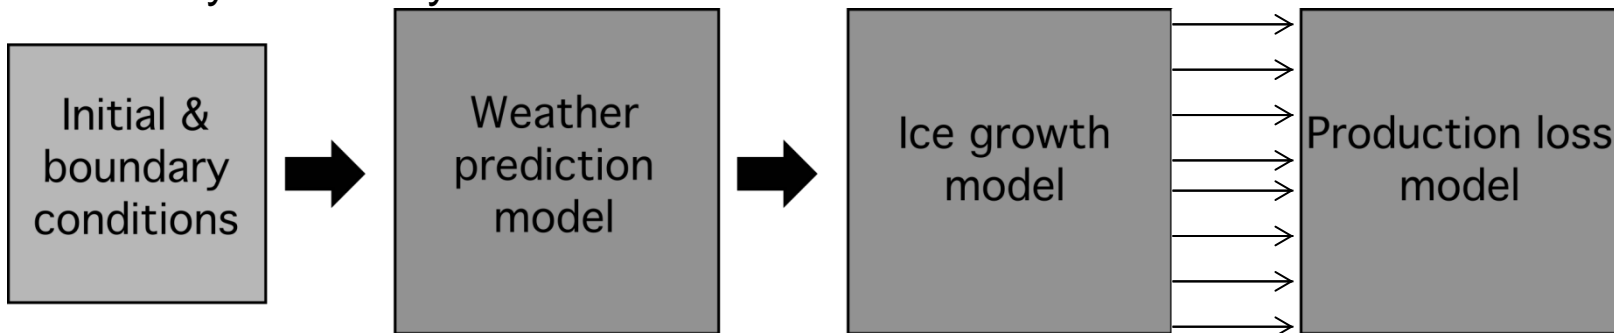 Initial &
boundary
conditions
Weather
prediction
model
Ice growth
model
Production loss
model